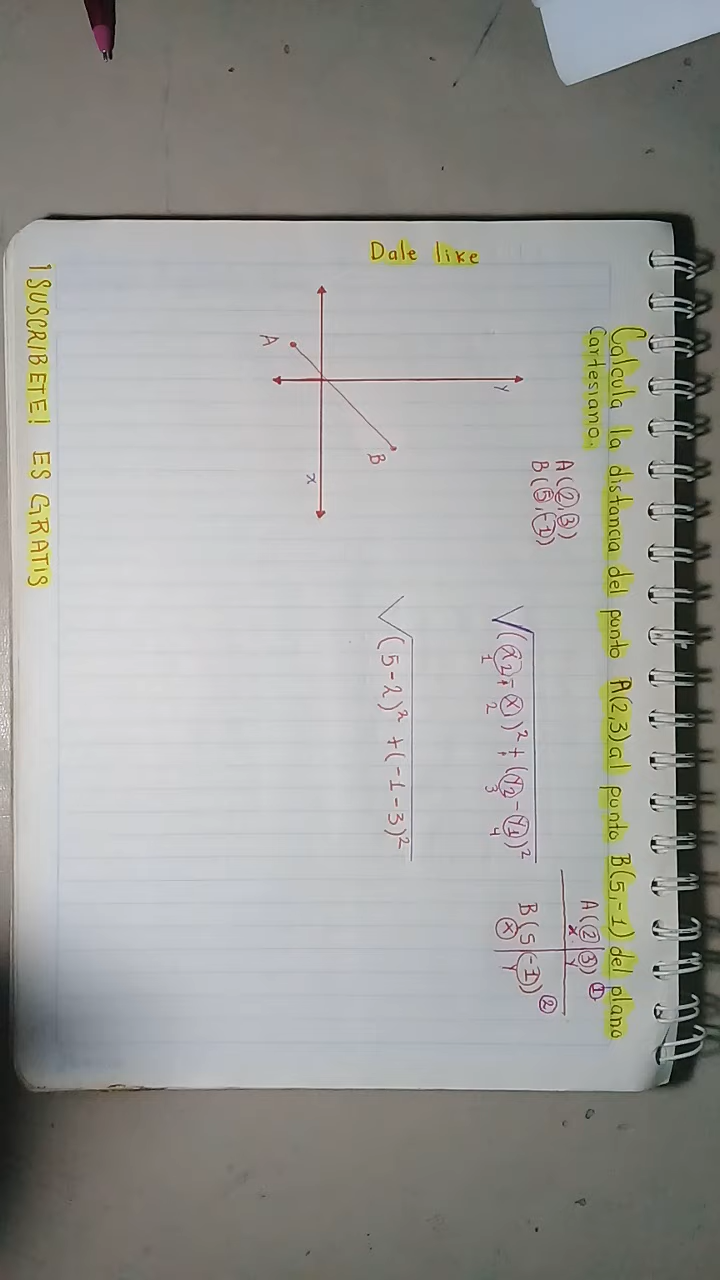 Calcula la distancia del punto A(2,3) al punto B(5,-1) del plano
Cartesiano.
A(2,3)
B(5,-1)
√(x2-x1)²+(y2-y1)²
1 2 3 4
A(2 3) 1
x y
B(5 -1) 2
x y
Dale like
y
A
B
x
√(5-2)²+(-1-3)²
¡SUSCRIBETE! ES GRATIS